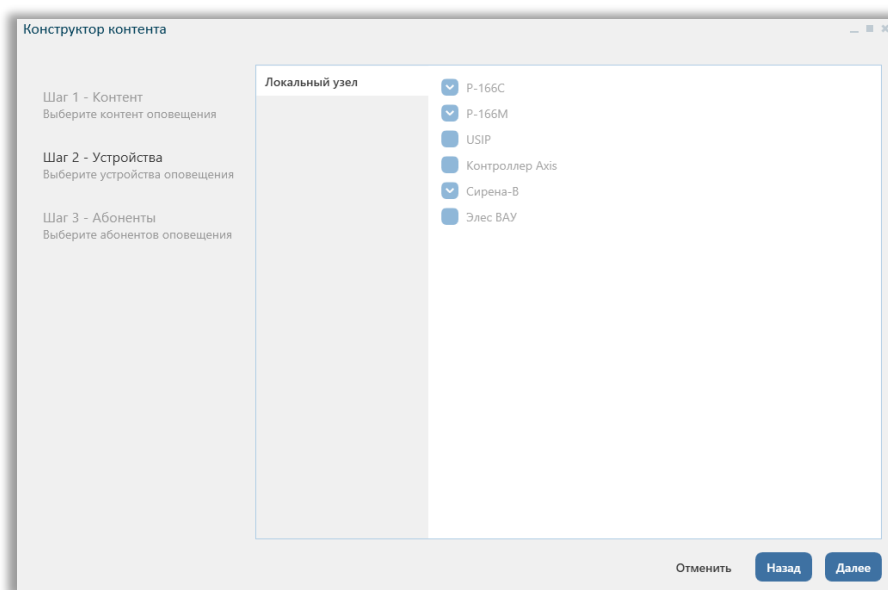 Конструктор контента
Шаг 1 - Контент
Выберите контент оповещения
Шаг 2 - Устройства
Выберите устройства оповещения
Шаг 3 - Абоненты
Выберите абонентов оповещения
Локальный узел
Р-166С
Р-166М
USIP
Контроллер Axis
Сирена-В
Элес ВАУ
Отменить
Назад
Далее